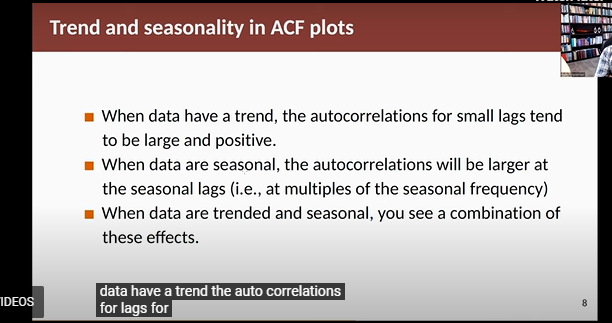 Trend and seasonality in ACF plots
When data have a trend, the autocorrelations for small lags tend
to be large and positive.
When data are seasonal, the autocorrelations will be larger at
the seasonal lags (i.e., at multiples of the seasonal frequency)
When data are trended and seasonal, you see a combination of
these effects.
data have a trend the auto correlations
for lags for
IDEOS
8